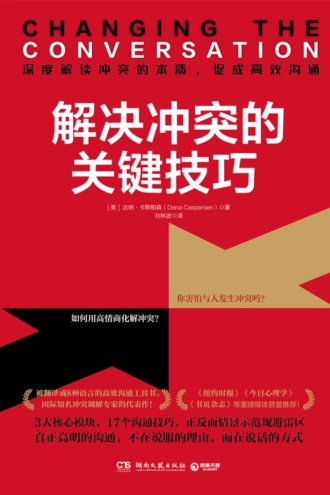 CHANGING THE
CONVERSATION
深度解读冲突的本质，促成高效沟通
解决冲突的
关键技巧
［美］达纳·卡斯帕森（Dana Caspersen）著
刘林波 译
你害怕与人发生冲突吗？
如何用高情商化解冲突？
被翻译成8种语言的高效沟通工具书，
国际知名冲突调解专家的代表作！
《纽约时报》《今日心理学》
《书页杂志》等重磅媒体赞誉推荐！
3大核心模块，17个沟通技巧，正反面情景示范规避雷区
真正高明的沟通，不在说服的理由，而在说话的方式
湖南文艺出版社
博集天卷